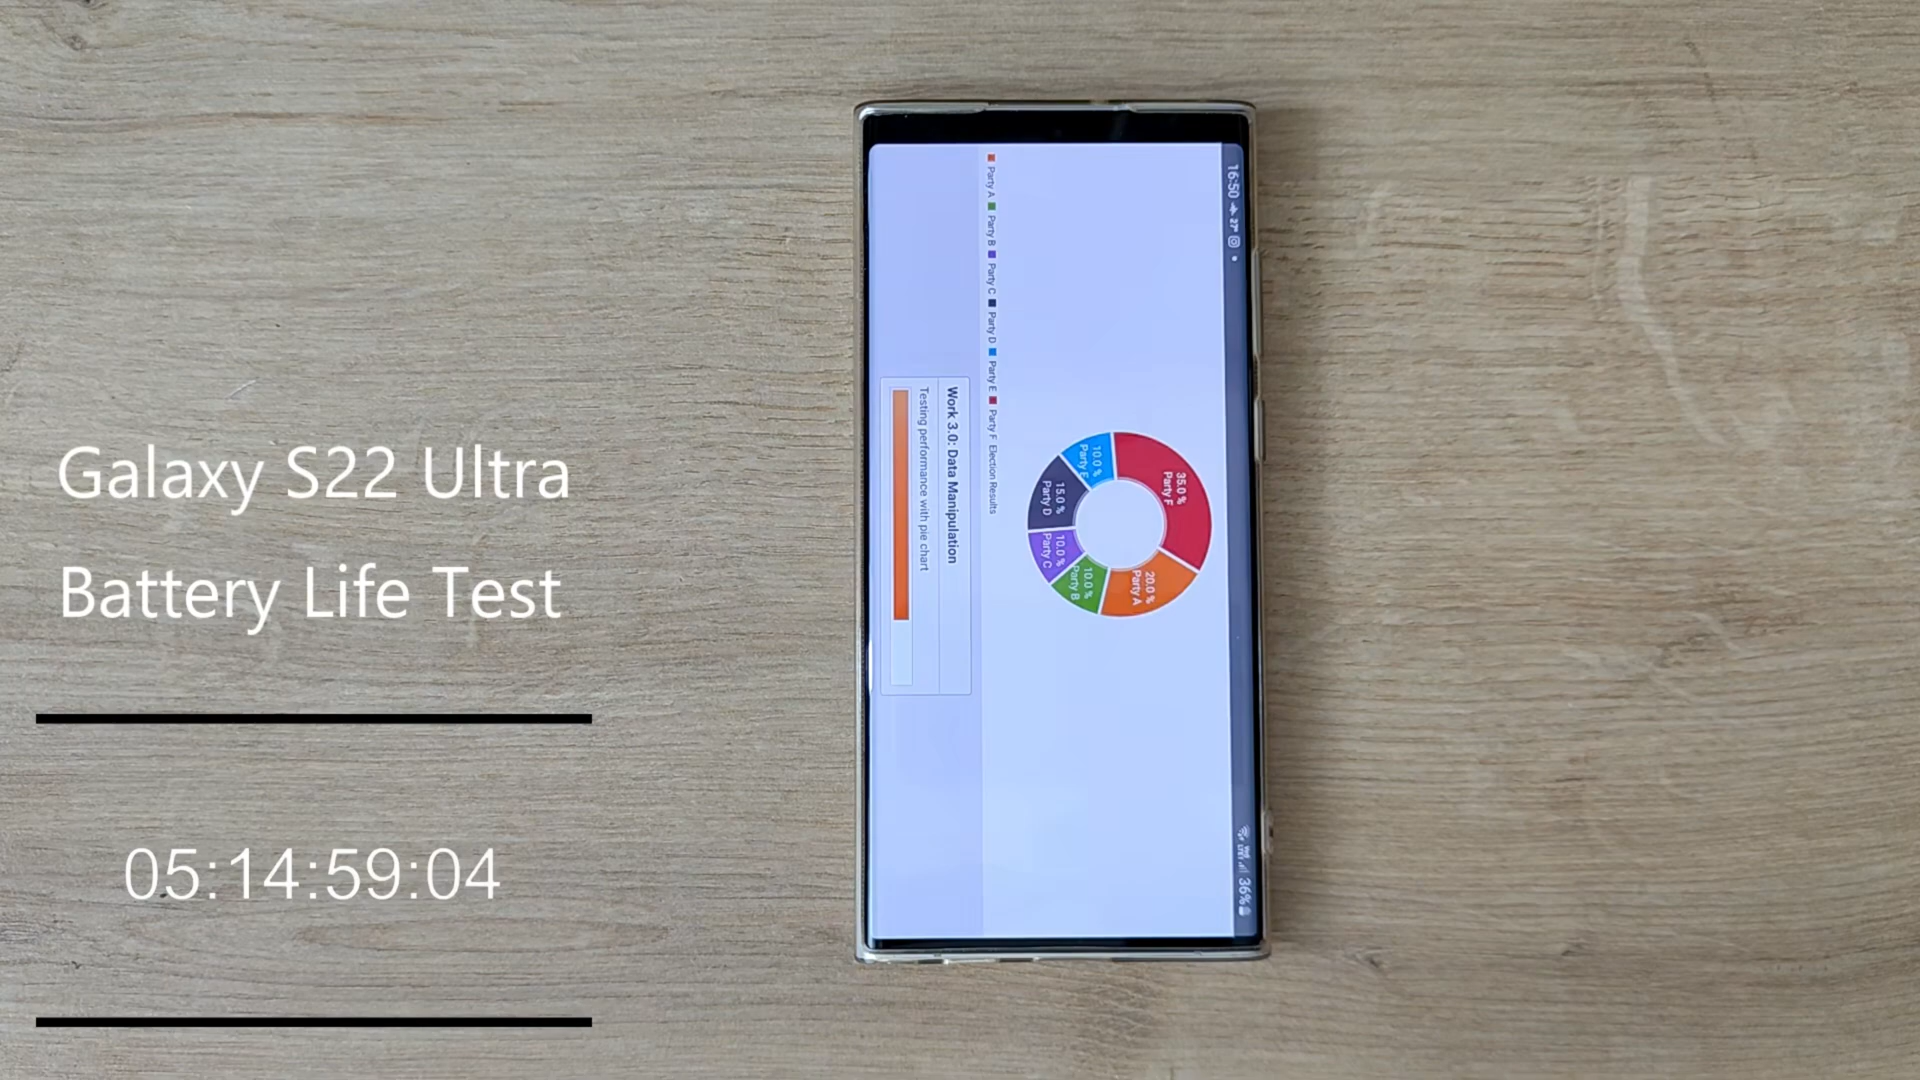 Galaxy S22 Ultra
Battery Life Test
05:14:59:04
16:50 27°
36%
35.0 %
Party F
20.0 %
Party A
10.0 %
Party B
10.0 %
Party C
15.0 %
Party D
10.0 %
Party E
Party A Party B Party C Party D Party E Party F Election Results
Work 3.0: Data Manipulation
Testing performance with pie chart